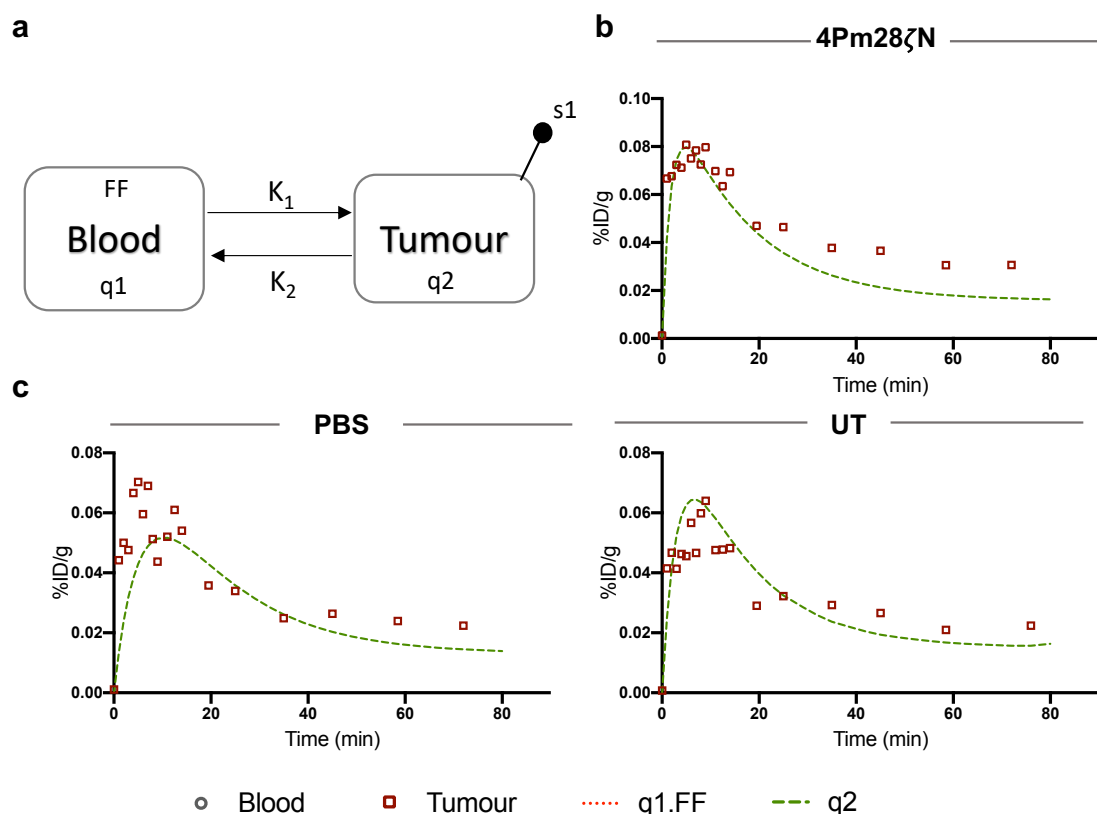 a
FF
Blood
q1
K1
K2
s1
Tumour
q2
b
4Pm28ζN
%ID/g
0.10
0.08
0.06
0.04
0.02
0.00
0 20 40 60 80
Time (min)
c
PBS
%ID/g
0.08
0.06
0.04
0.02
0.00
0 20 40 60 80
Time (min)
UT
%ID/g
0.08
0.06
0.04
0.02
0.00
0 20 40 60 80
Time (min)
Blood Tumour q1.FF q2